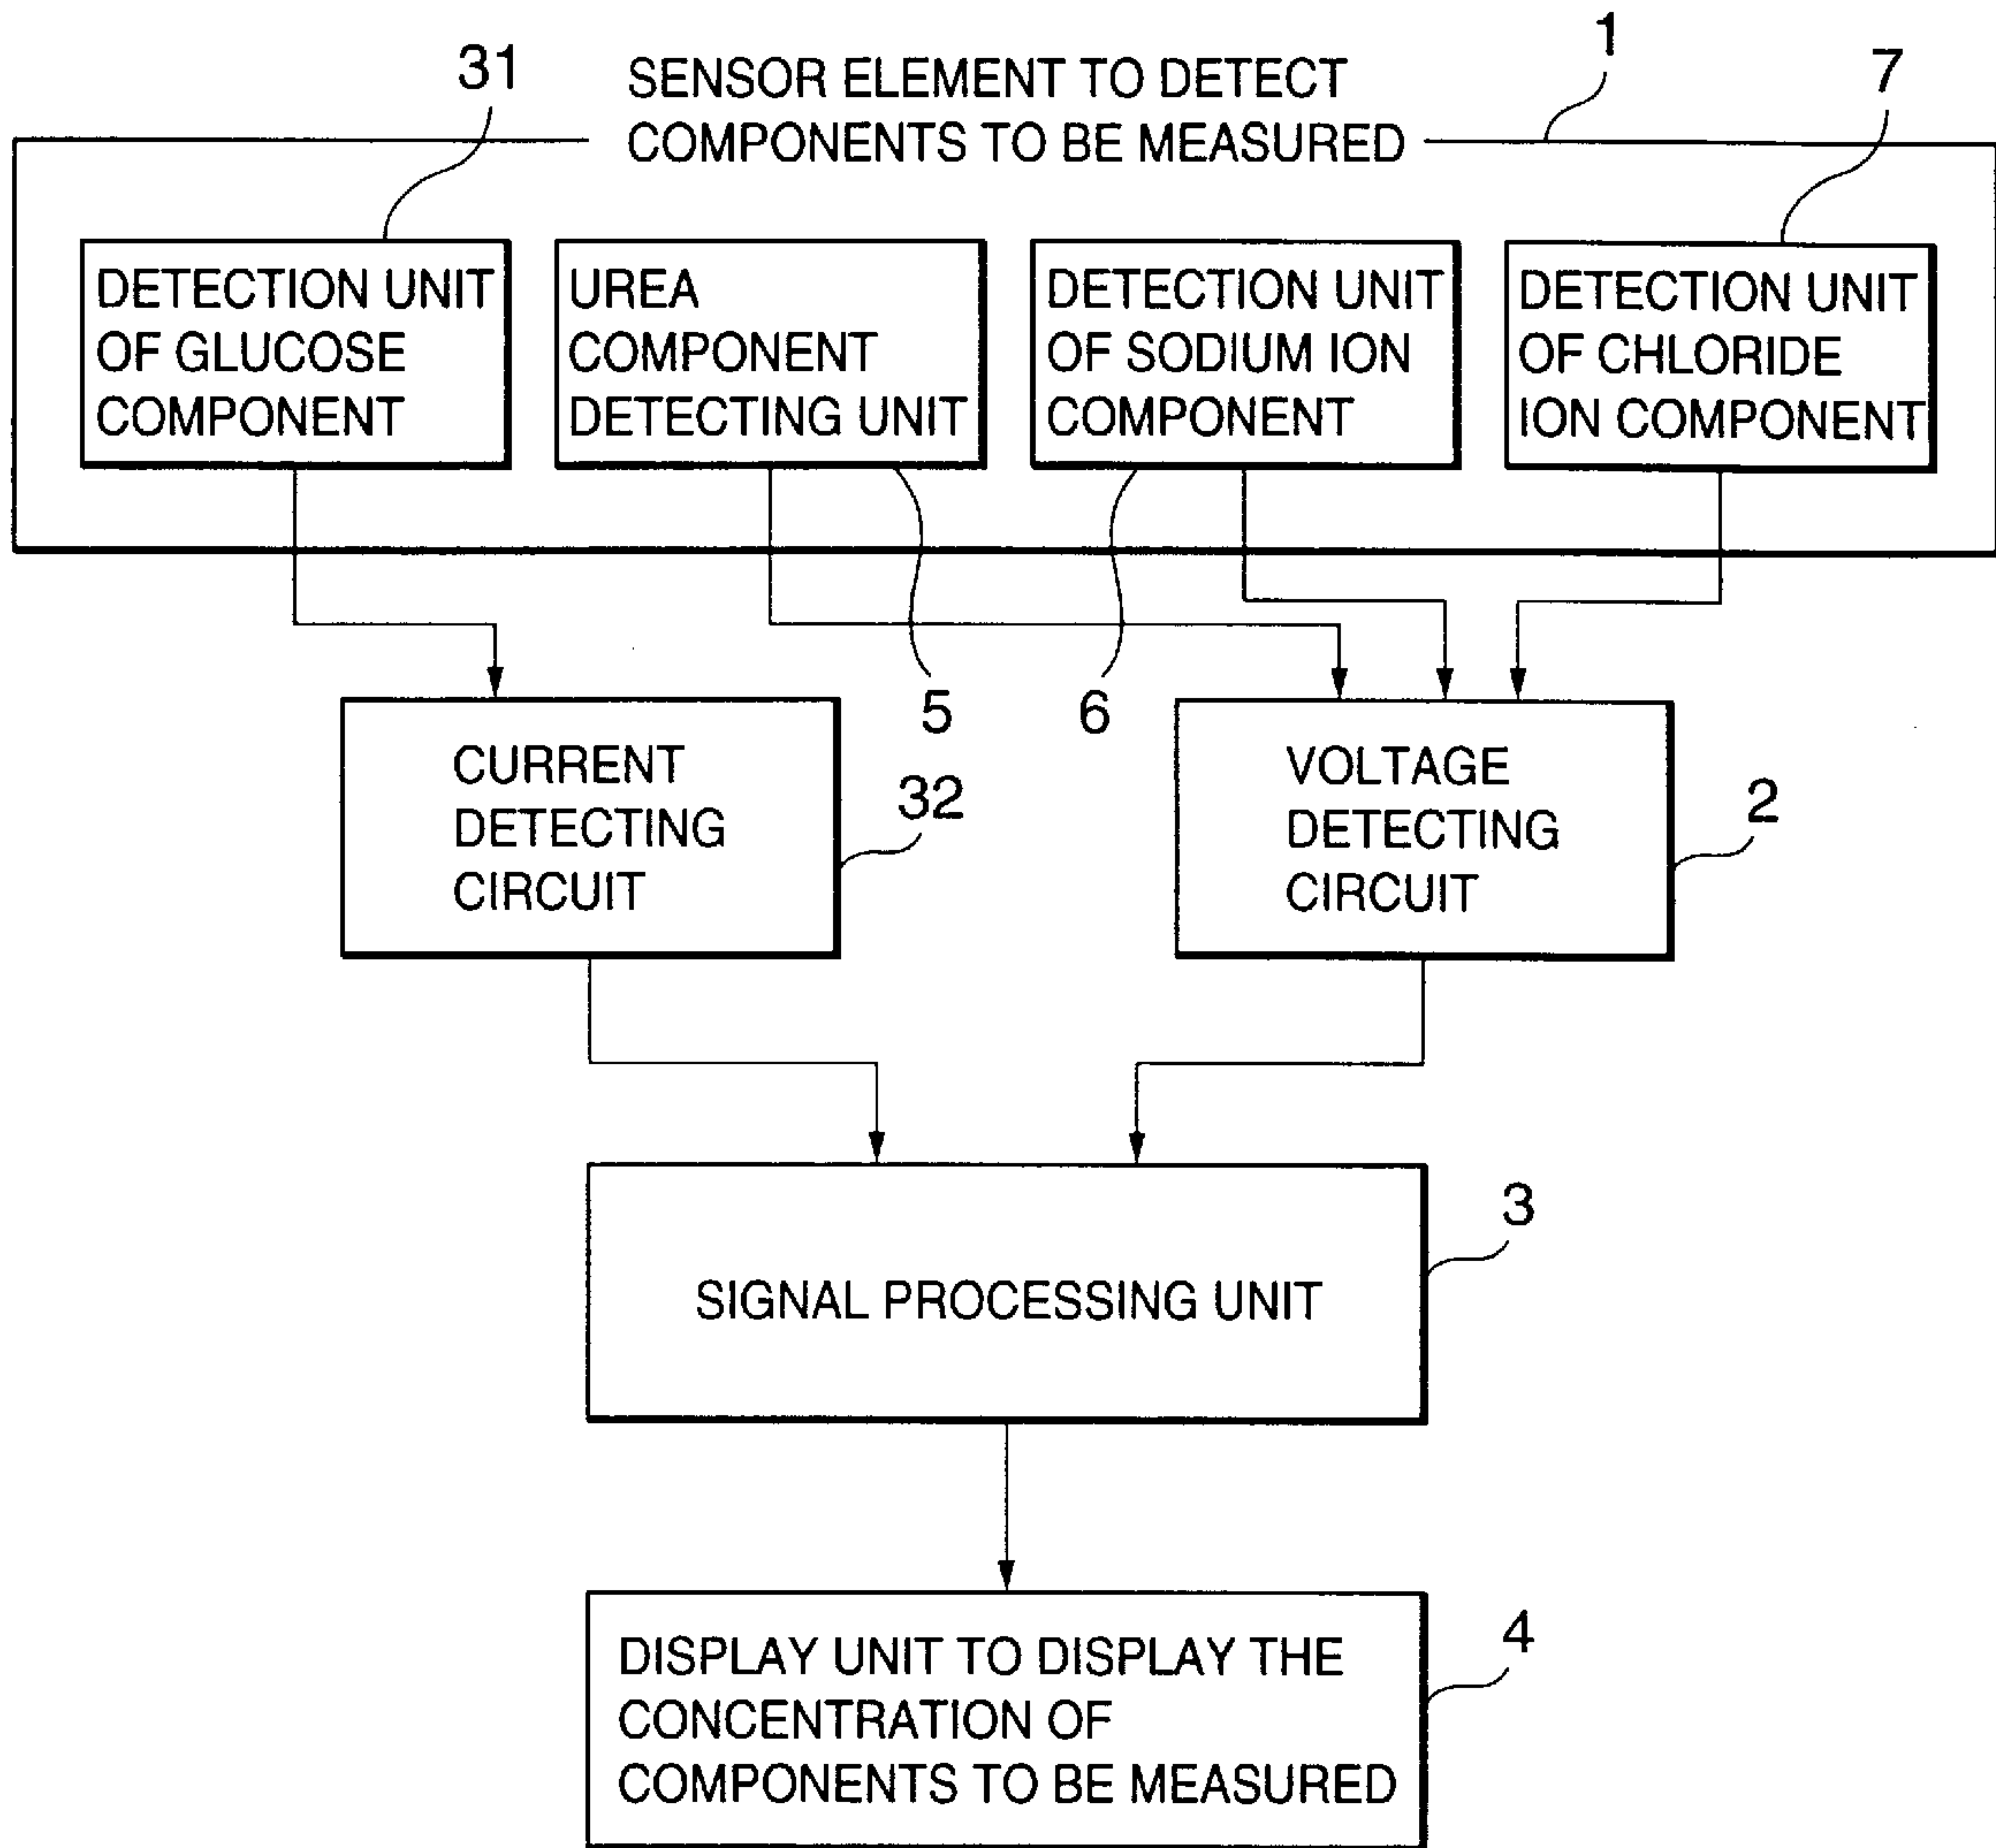 1
31
7
SENSOR ELEMENT TO DETECT
COMPONENTS TO BE MEASURED
DETECTION UNIT
OF GLUCOSE
COMPONENT
UREA
COMPONENT
DETECTING UNIT
DETECTION UNIT
OF SODIUM ION
COMPONENT
DETECTION UNIT
OF CHLORIDE
ION COMPONENT
5
6
CURRENT
DETECTING
CIRCUIT
32
VOLTAGE
DETECTING
CIRCUIT
2
SIGNAL PROCESSING UNIT
3
DISPLAY UNIT TO DISPLAY THE
CONCENTRATION OF
COMPONENTS TO BE MEASURED
4